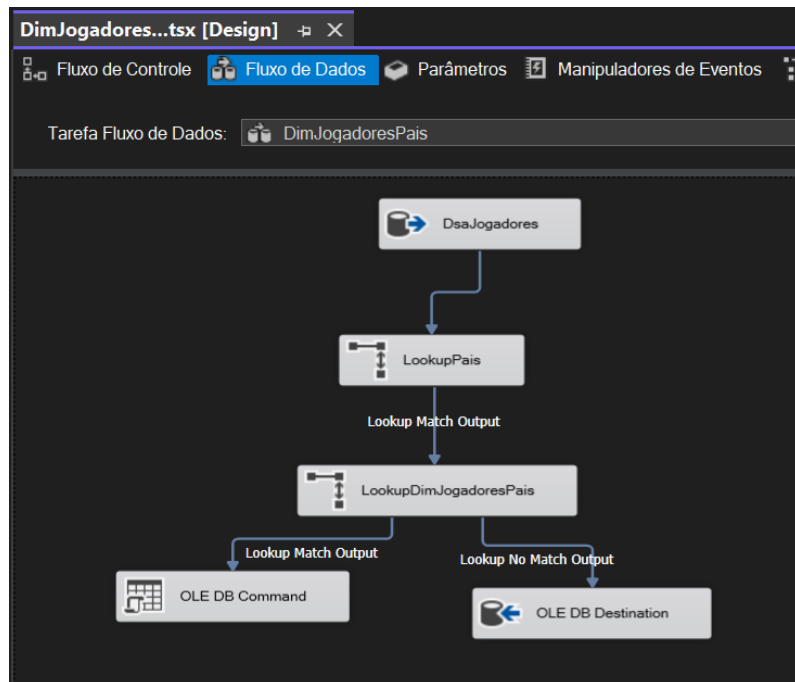 DimJogadores...tsx [Design]
Fluxo de Controle Fluxo de Dados Parâmetros Manipuladores de Eventos
Tarefa Fluxo de Dados: DimJogadoresPais
DsaJogadores
LookupPais
Lookup Match Output
LookupDimJogadoresPais
Lookup Match Output
Lookup No Match Output
OLE DB Command
OLE DB Destination